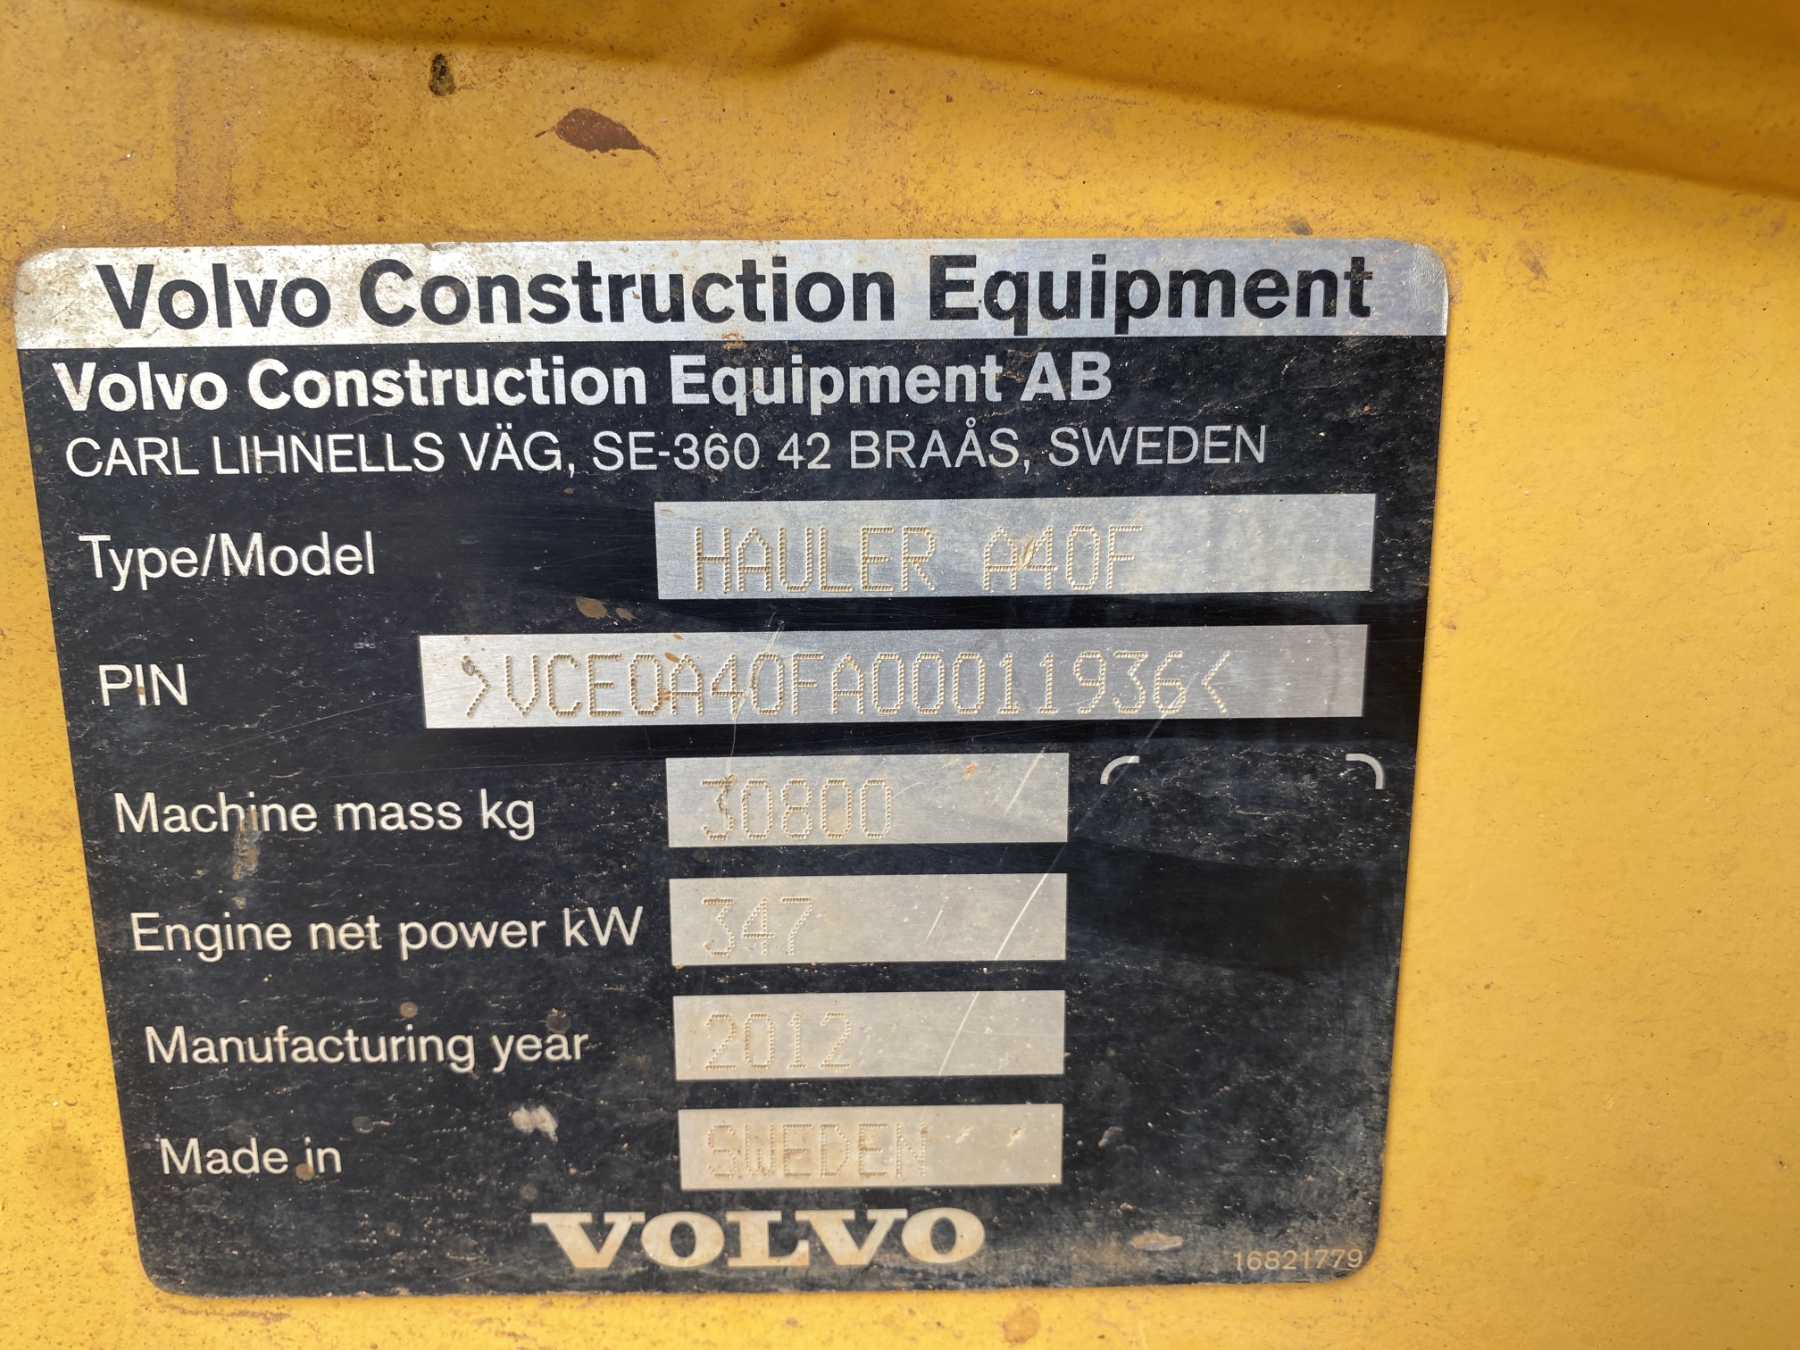 Volvo Construction Equipment
Volvo Construction Equipment AB
CARL LIHNELLS VÄG, SE-360 42 BRAÅS, SWEDEN
Type/Model HAULER A40F
PIN >VCE0A40FA00011936<
Machine mass kg 30800
Engine net power kW 347
Manufacturing year 2012
Made in SWEDEN
VOLVO
16821779